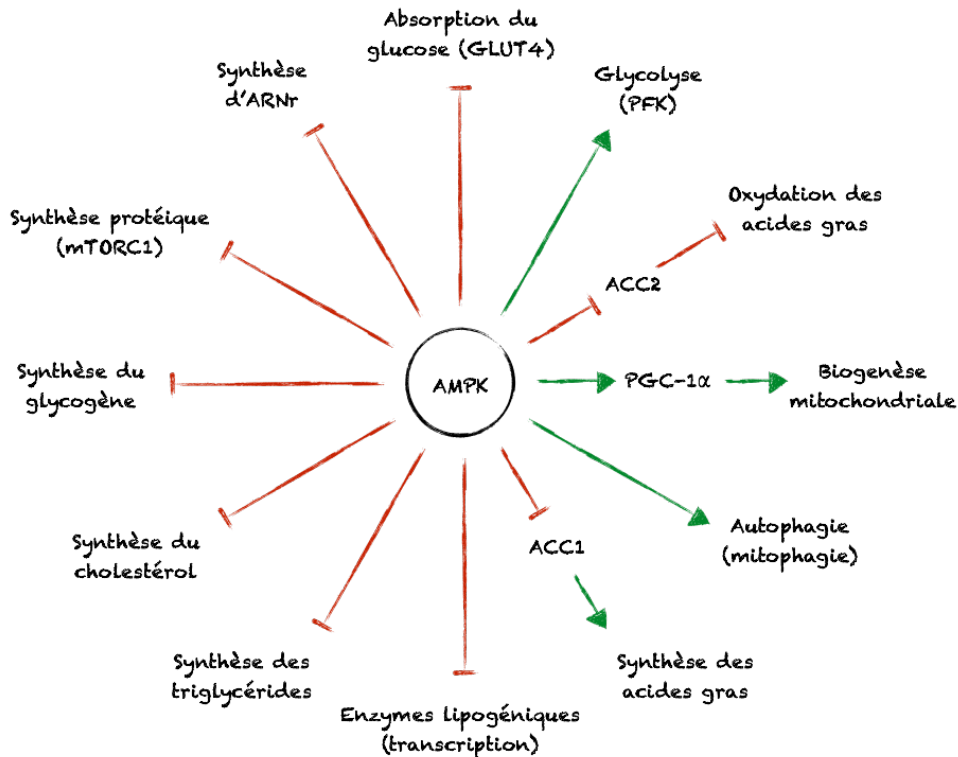 Absorption du
glucose (GLUT4)
Synthèse
d'ARNr
Glycolyse
(PFK)
Oxydation des
acides gras
Synthèse protéique
(mTORC1)
ACC2
Synthèse du
glycogène
AMPK
PGC-1α
Biogenèse
mitochondriale
Synthèse du
cholestérol
ACC1
Autophagie
(mitophagie)
Synthèse des
triglycérides
Synthèse des
acides gras
Enzymes lipogéniques
(transcription)